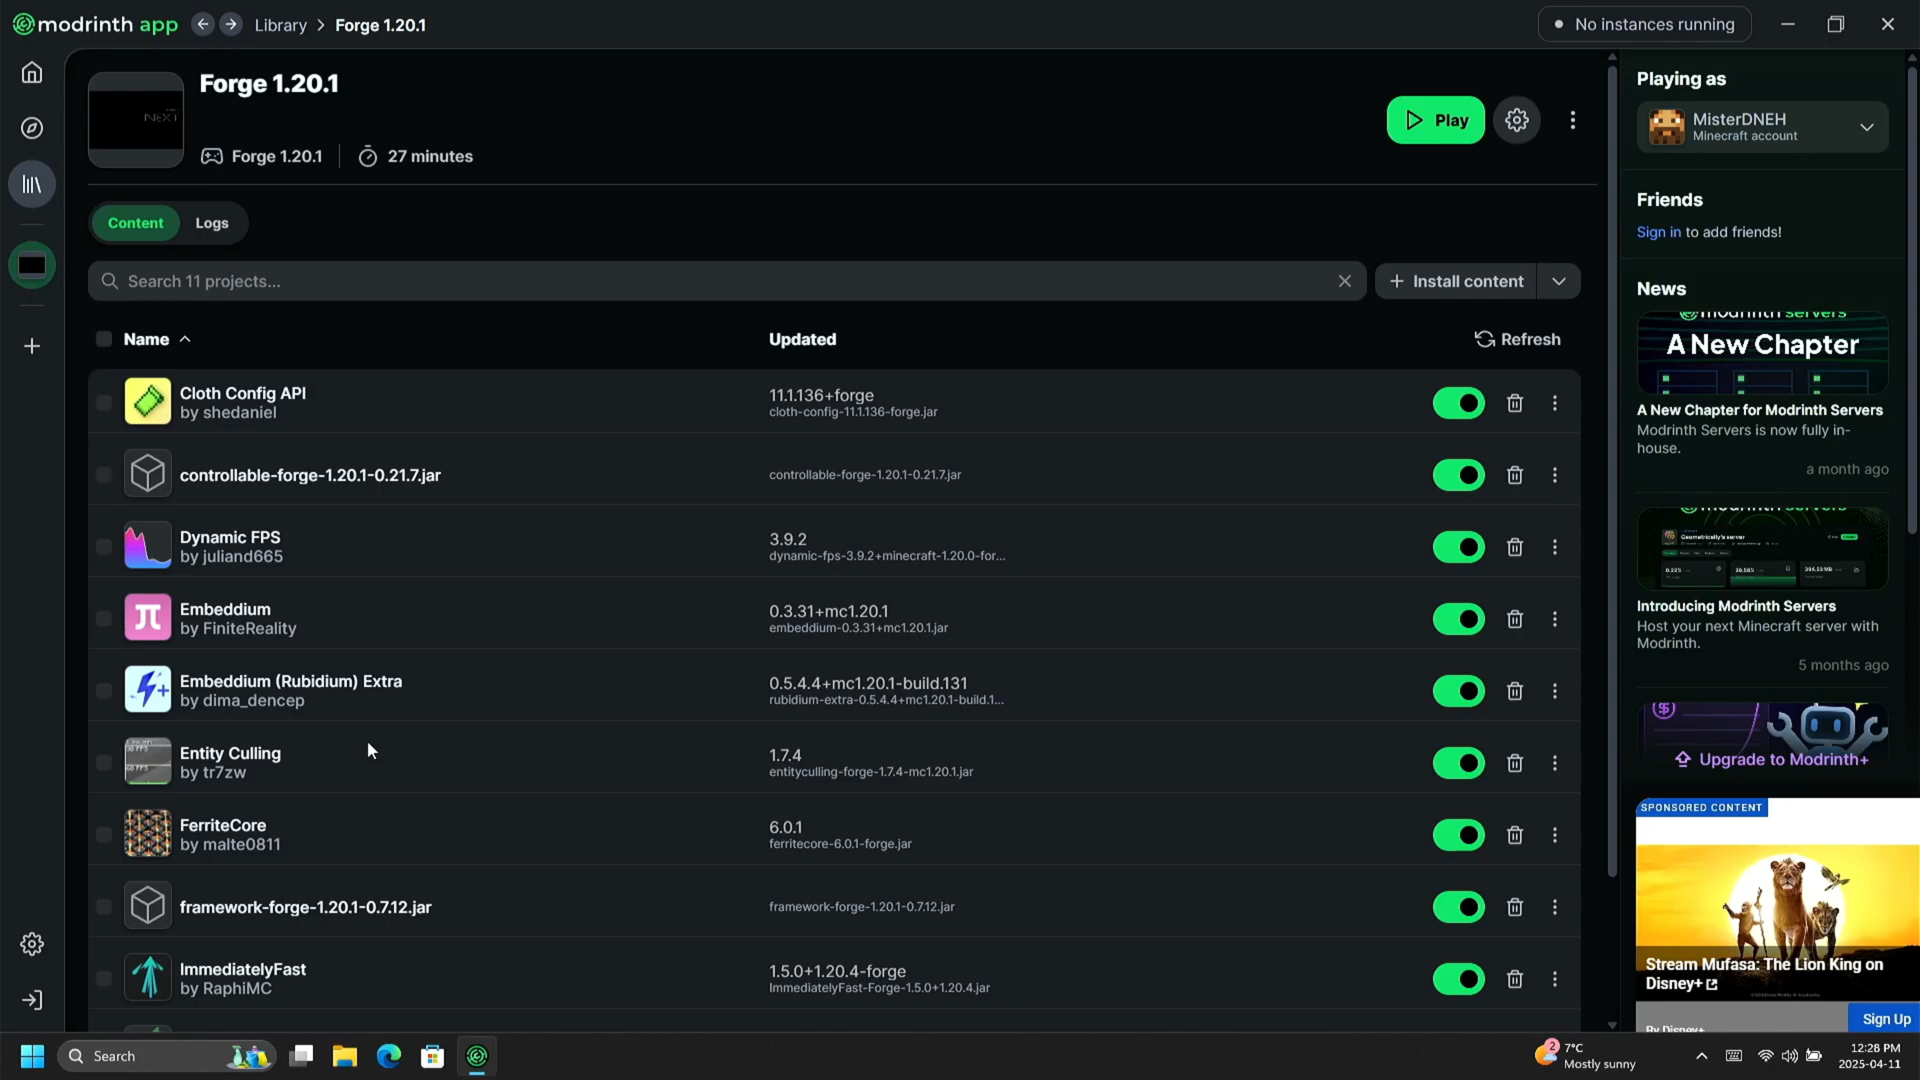 modrinth app
Library > Forge 1.20.1
No instances running
Forge 1.20.1
Forge 1.20.1
27 minutes
Play
Content
Logs
Search 11 projects...
Install content
Name
Updated
Refresh
Cloth Config API
by shedaniel
11.1.136+forge
cloth-config-11.1.136-forge.jar
controllable-forge-1.20.1-0.21.7.jar
controllable-forge-1.20.1-0.21.7.jar
Dynamic FPS
by juliand665
3.9.2
dynamic-fps-3.9.2+minecraft-1.20.0-for...
Embeddium
by FiniteReality
0.3.31+mc1.20.1
embeddium-0.3.31+mc1.20.1.jar
Embeddium (Rubidium) Extra
by dima_dencep
0.5.4.4+mc1.20.1-build.131
rubidium-extra-0.5.4.4+mc1.20.1-build.1...
Entity Culling
by tr7zw
1.7.4
entityculling-forge-1.7.4-mc1.20.1.jar
FerriteCore
by malte0811
6.0.1
ferritecore-6.0.1-forge.jar
framework-forge-1.20.1-0.7.12.jar
framework-forge-1.20.1-0.7.12.jar
ImmediatelyFast
by RaphiMC
1.5.0+1.20.4-forge
ImmediatelyFast-Forge-1.5.0+1.20.4.jar
Playing as
MisterDNEH
Minecraft account
Friends
Sign in to add friends!
News
modrinth servers
A New Chapter
A New Chapter for Modrinth Servers
Modrinth Servers is now fully in-
house.
a month ago
modrinth servers
Introducing Modrinth Servers
Host your next Minecraft server with
Modrinth.
5 months ago
Upgrade to Modrinth+
SPONSORED CONTENT
Stream Mufasa: The Lion King on
Disney+
By Disney+
Sign Up
Search
2
7°C
Mostly sunny
12:28 PM
2025-04-11